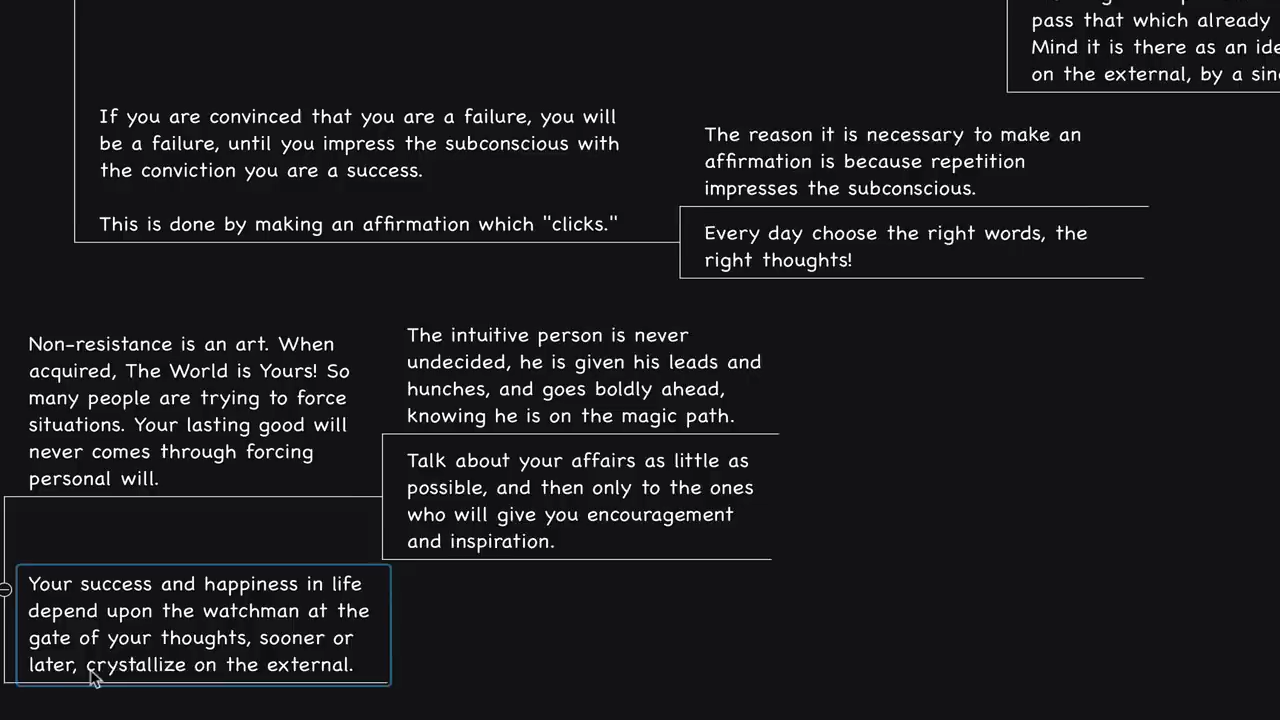 pass that which already
Mind it is there as an
on the external, by a
If you are convinced that you are a failure, you will
be a failure, until you impress the subconscious with
the conviction you are a success.
This is done by making an affirmation which "clicks."
The reason it is necessary to make an
affirmation is because repetition
impresses the subconscious.
Every day choose the right words, the
right thoughts!
Non-resistance is an art. When
acquired, The World is Yours! So
many people are trying to force
situations. Your lasting good will
never comes through forcing
personal will.
The intuitive person is never
undecided, he is given his leads and
hunches, and goes boldly ahead,
knowing he is on the magic path.
Talk about your affairs as little as
possible, and then only to the ones
who will give you encouragement
and inspiration.
Your success and happiness in life
depend upon the watchman at the
gate of your thoughts, sooner or
later, crystallize on the external.